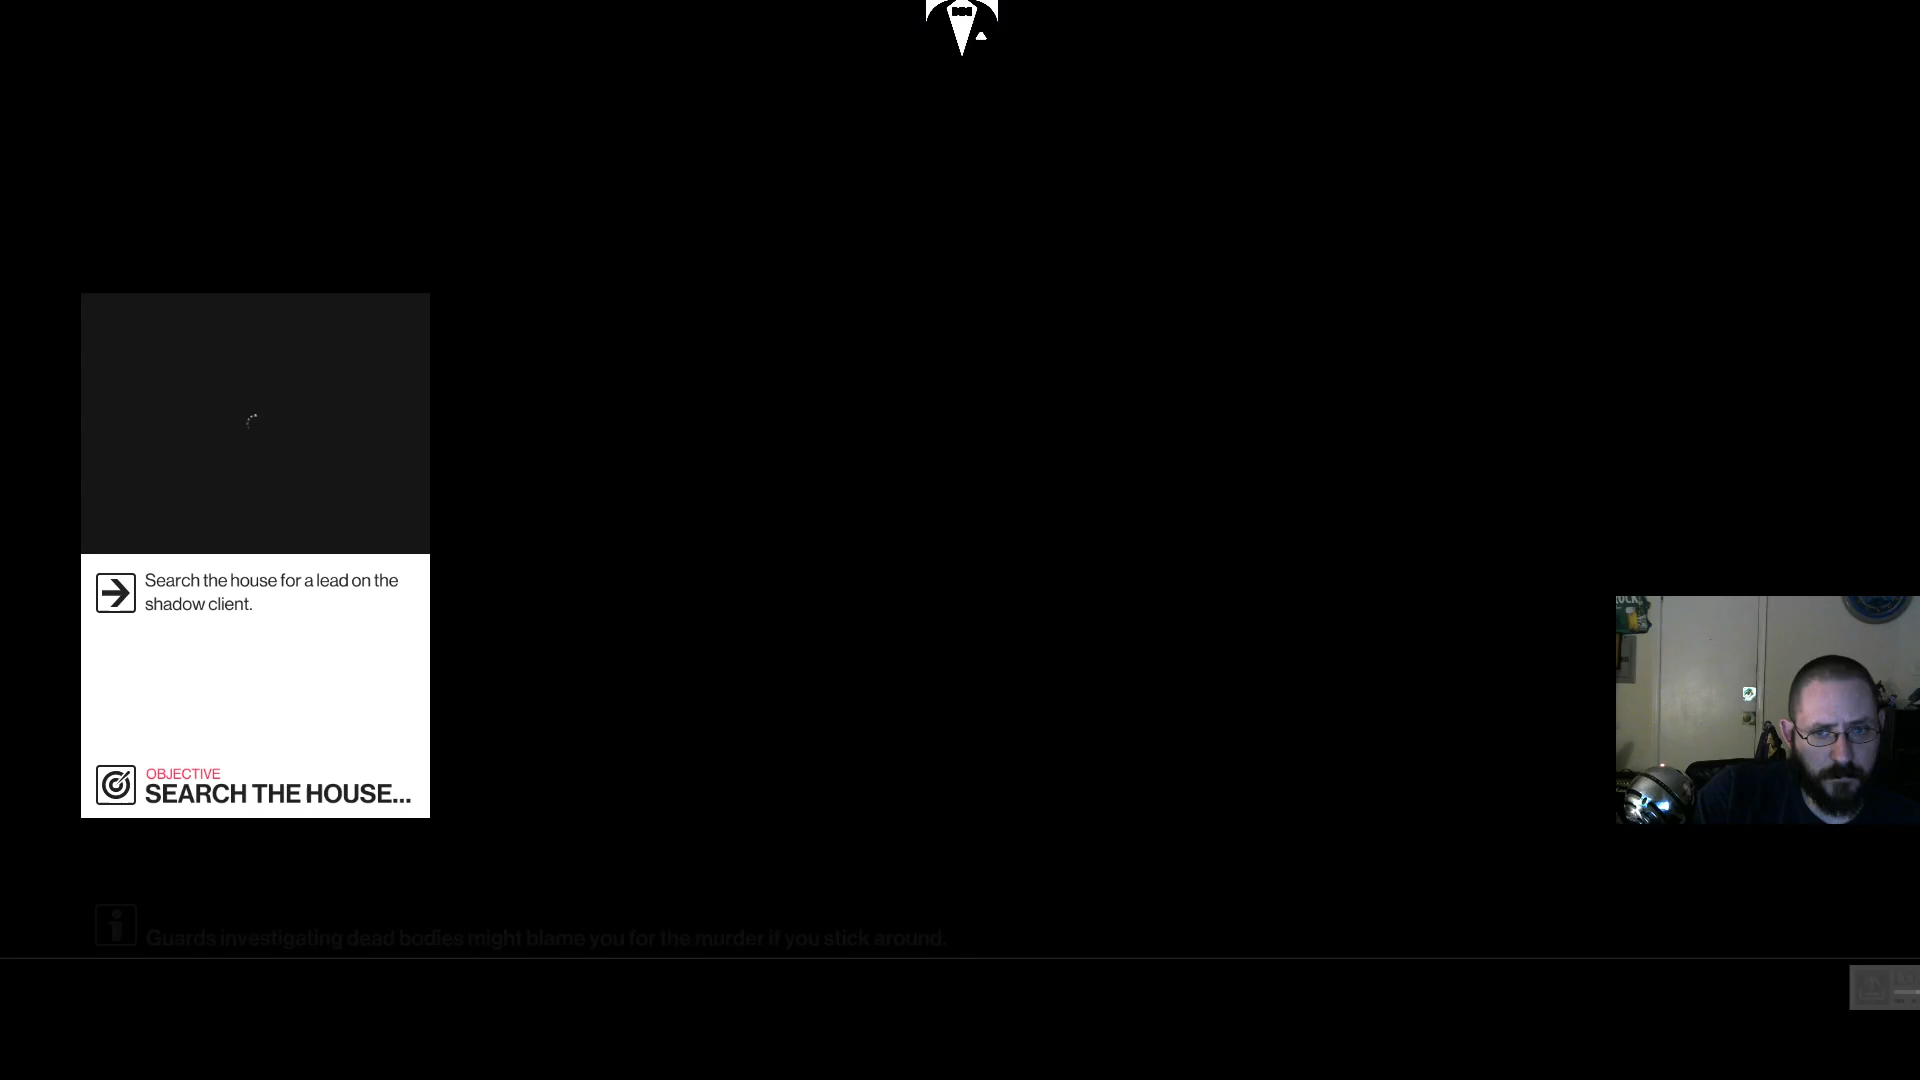 Search the house for a lead on the
shadow client.
OBJECTIVE
SEARCH THE HOUSE...
Guards investigating dead bodies might blame you for the murder if you stick around.